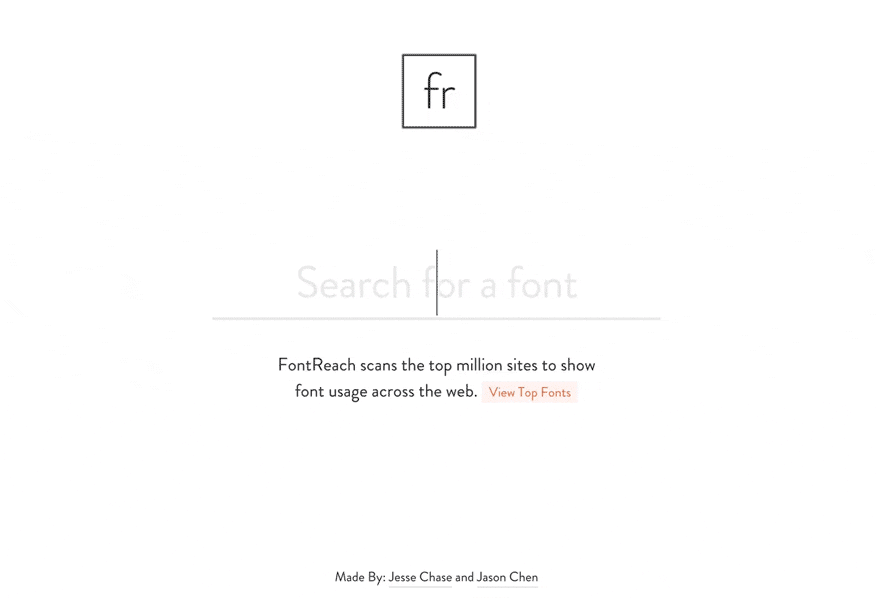 fr
Search for a font
FontReach scans the top million sites to show
font usage across the web. View Top Fonts
Made By: Jesse Chase and Jason Chen